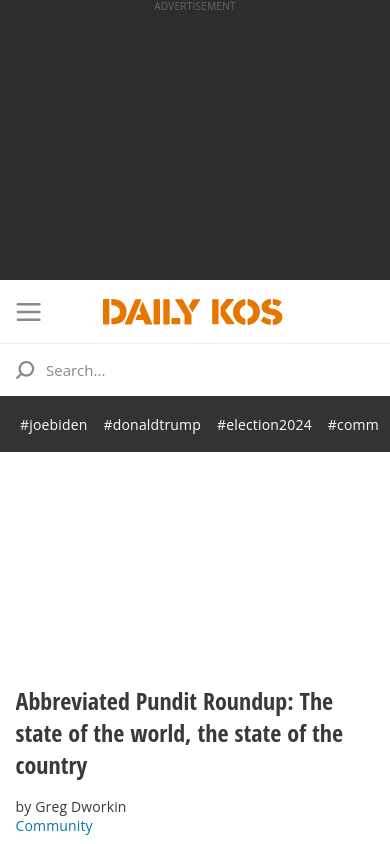 ADVERTISEMENT
DAILY KOS
Search...
#joebiden #donaldtrump #election2024 #comm
Abbreviated Pundit Roundup: The
state of the world, the state of the
country
by Greg Dworkin
Community